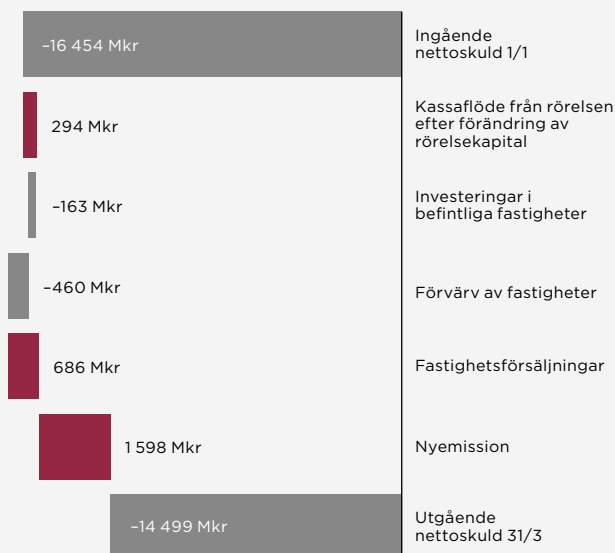 –16 454 Mkr
Ingående
nettoskuld 1/1
294 Mkr
Kassaflöde från rörelsen
efter förändring av
rörelsekapital
–163 Mkr
Investeringar i
befintliga fastigheter
–460 Mkr
Förvärv av fastigheter
686 Mkr
Fastighetsförsäljningar
1 598 Mkr
Nyemission
–14 499 Mkr
Utgående
nettoskuld 31/3